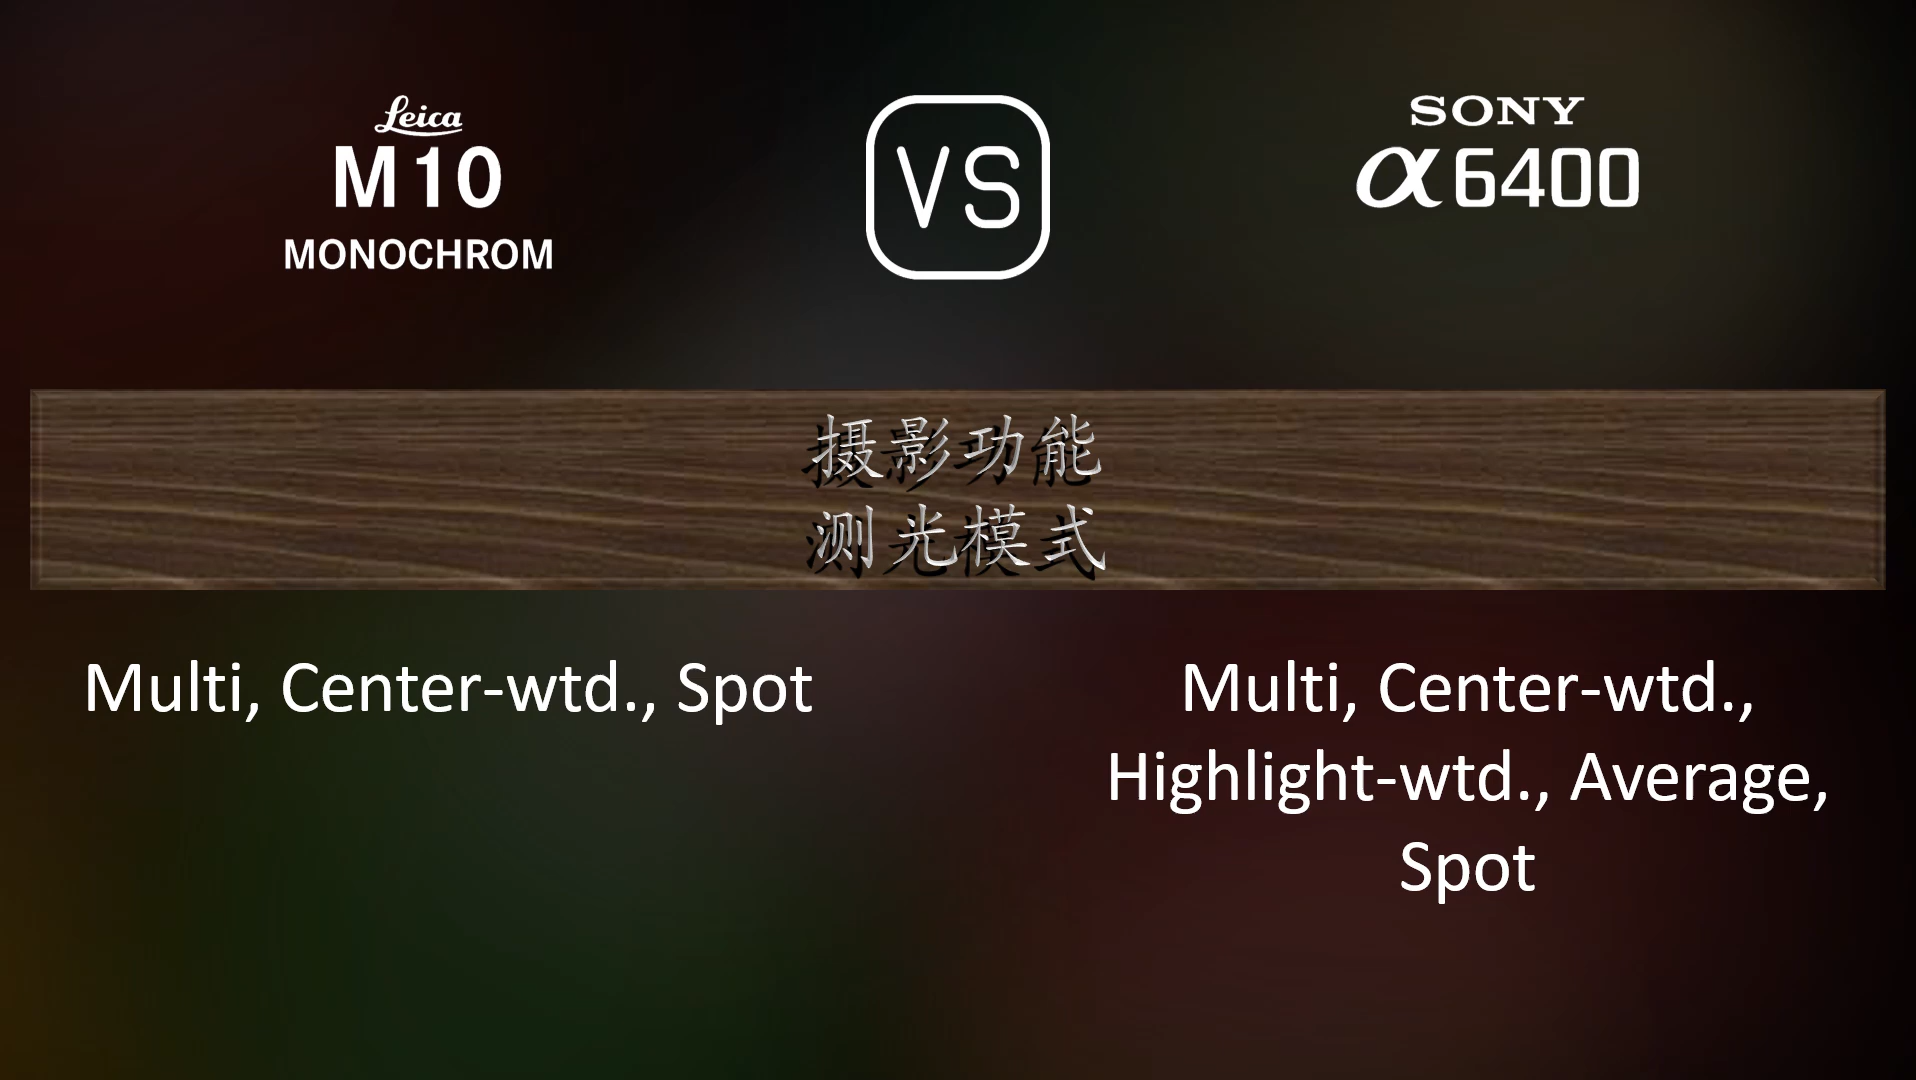 Leica
M10
MONOCHROM
VS
SONY
α6400
摄影功能
测光模式
Multi, Center-wtd., Spot
Multi, Center-wtd.,
Highlight-wtd., Average,
Spot